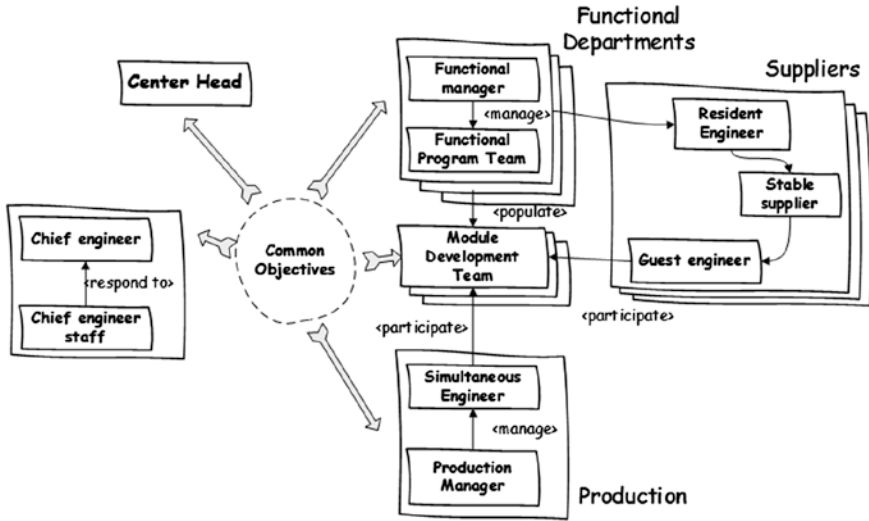 Functional
Departments
Suppliers
Center Head
Functional
manager
<manage>
Functional
Program Team
Resident
Engineer
Stable
supplier
<populate>
Chief engineer
<respond to>
Chief engineer
staff
Common
Objectives
Module
Development
Team
Guest engineer
<participate>
<participate>
Simultaneous
Engineer
<manage>
Production
Manager
Production